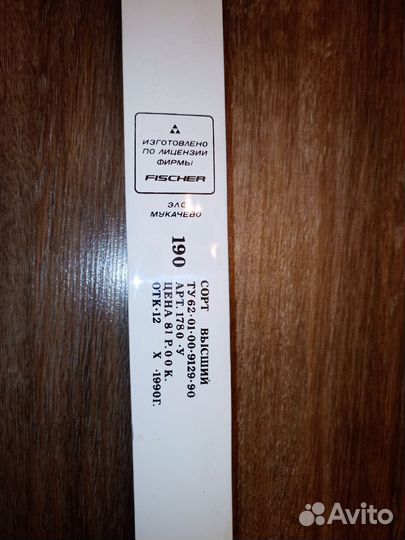 ИЗГОТОВЛЕНО
ПО ЛИЦЕНЗИИ
ФИРМЫ
FISCHER
ЭЛСК
МУКАЧЕВО
190
СОРТ ВЫСШИЙ
ТУ 62·01·00·9129·90
АРТ. 1780 ·У
ЦЕНА 81 Р. 00 К.
ОТК·12 X ·1990Г.
Avito